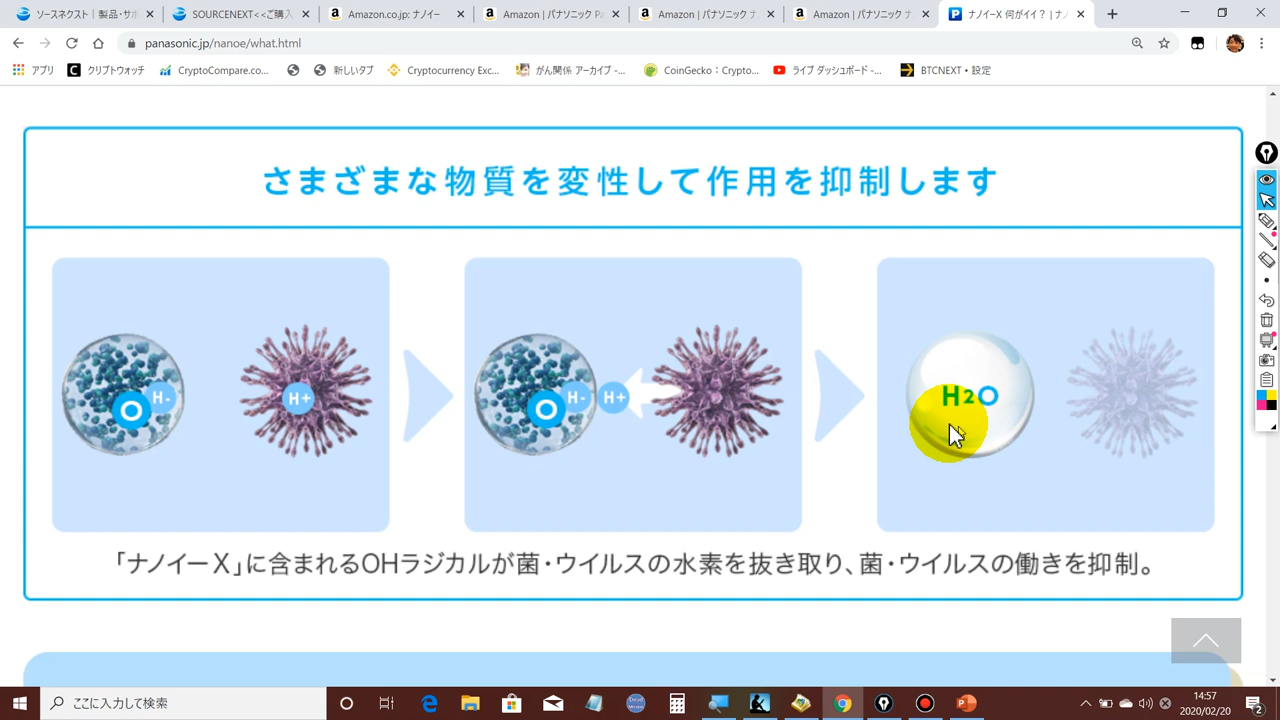 ソースネクスト | 製品・サポ
SOURCENEXT<<ご購入
Amazon.co.jp: ナノイー
Amazon | パナソニック Pa
Amazon | パナソニック ナ
Amazon | パナソニック ナ
ナノイーX 何がイイ？ | ナノ
panasonic.jp/nanoe/what.html
アプリ
クリプトウォッチ
CryptoCompare.co...
新しいタブ
Cryptocurrency Exc...
がん関係 アーカイブ -...
CoinGecko：Crypto...
ライブ ダッシュボード -...
BTCNEXT・設定
さまざまな物質を変性して作用を抑制します
O H-
H+
O H- H+
H2O
「ナノイーX」に含まれるOHラジカルが菌・ウイルスの水素を抜き取り、菌・ウイルスの働きを抑制。
ここに入力して検索
14:57
2020/02/20
2